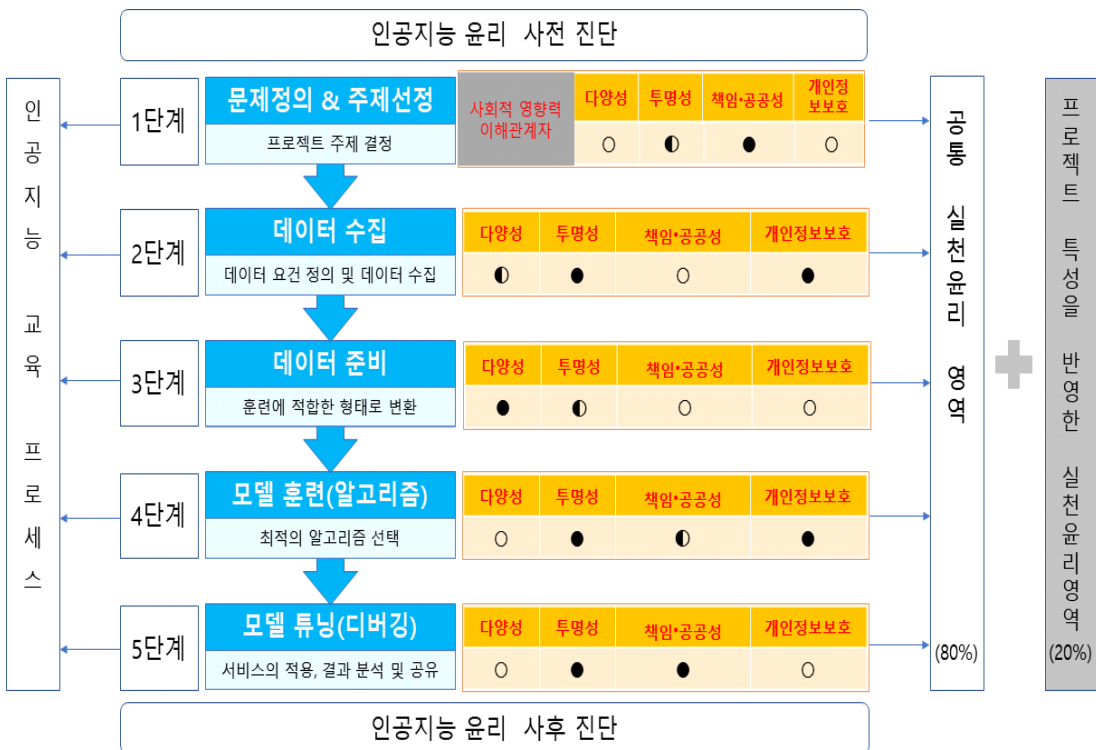 인공지능 윤리 사전 진단
인공지능 교육 프로세스
1단계
문제정의 & 주제선정
프로젝트 주제 결정
사회적 영향력
이해관계자
다양성 투명성 책임•공공성 개인정
보보호
○ ◐ ● ○
2단계
데이터 수집
데이터 요건 정의 및 데이터 수집
다양성 투명성 책임•공공성 개인정보보호
◐ ● ○ ●
3단계
데이터 준비
훈련에 적합한 형태로 변환
다양성 투명성 책임•공공성 개인정보보호
● ◐ ○ ○
4단계
모델 훈련(알고리즘)
최적의 알고리즘 선택
다양성 투명성 책임•공공성 개인정보보호
○ ● ◐ ●
5단계
모델 튜닝(디버깅)
서비스의 적용, 결과 분석 및 공유
다양성 투명성 책임•공공성 개인정보보호
○ ● ● ○
공통 실천윤리 영역
(80%)
프로젝트 특성을 반영한 실천윤리영역
(20%)
인공지능 윤리 사후 진단